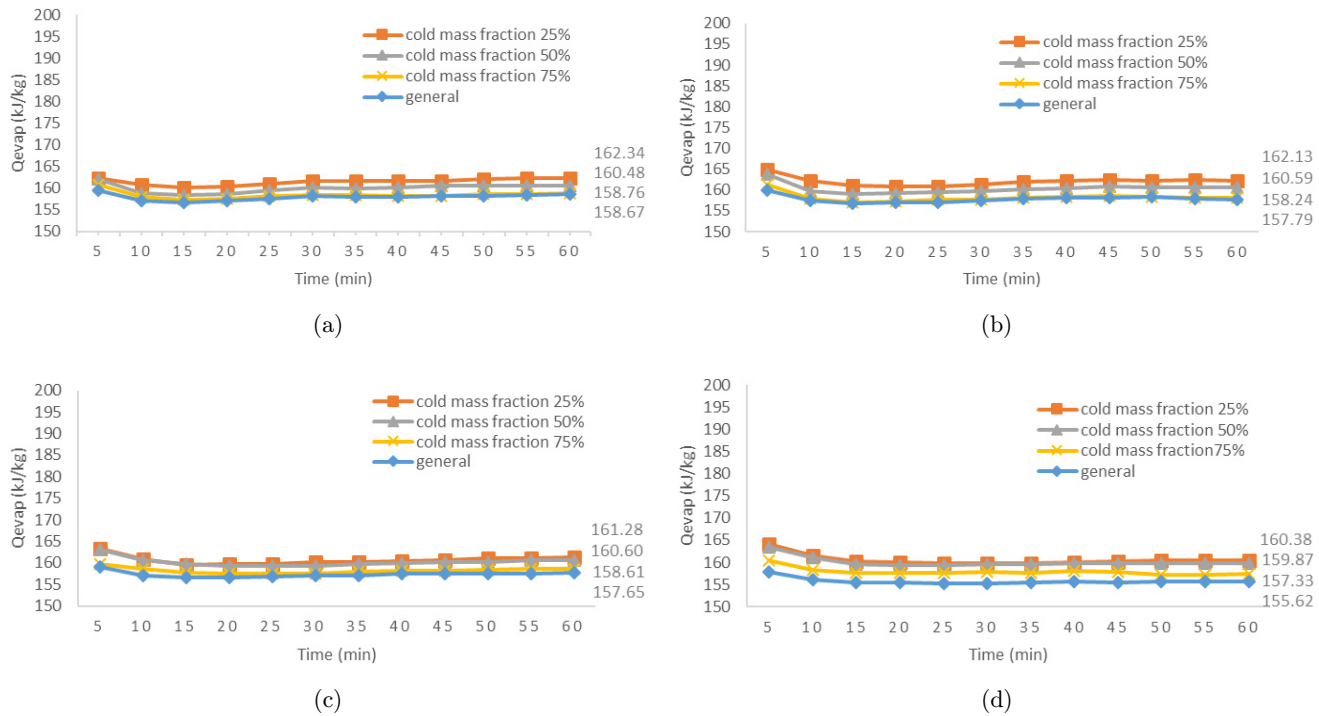 200
195
190
185
180
175
170
165
160
155
150
Qevap (kJ/kg)
cold mass fraction 25%
cold mass fraction 50%
cold mass fraction 75%
general
162.34
160.48
158.76
158.67
5 10 15 20 25 30 35 40 45 50 55 60
Time (min)
(a)
200
195
190
185
180
175
170
165
160
155
150
Qevap (kJ/kg)
cold mass fraction 25%
cold mass fraction 50%
cold mass fraction 75%
general
162.13
160.59
158.24
157.79
5 10 15 20 25 30 35 40 45 50 55 60
Time (min)
(b)
200
195
190
185
180
175
170
165
160
155
150
Qevap (kJ/kg)
cold mass fraction 25%
cold mass fraction 50%
cold mass fraction 75%
general
161.28
160.60
158.61
157.65
5 10 15 20 25 30 35 40 45 50 55 60
Time (min)
(c)
200
195
190
185
180
175
170
165
160
155
150
Qevap (kJ/kg)
cold mass fraction 25%
cold mass fraction 50%
cold mass fraction75%
general
160.38
159.87
157.33
155.62
5 10 15 20 25 30 35 40 45 50 55 60
Time (min)
(d)